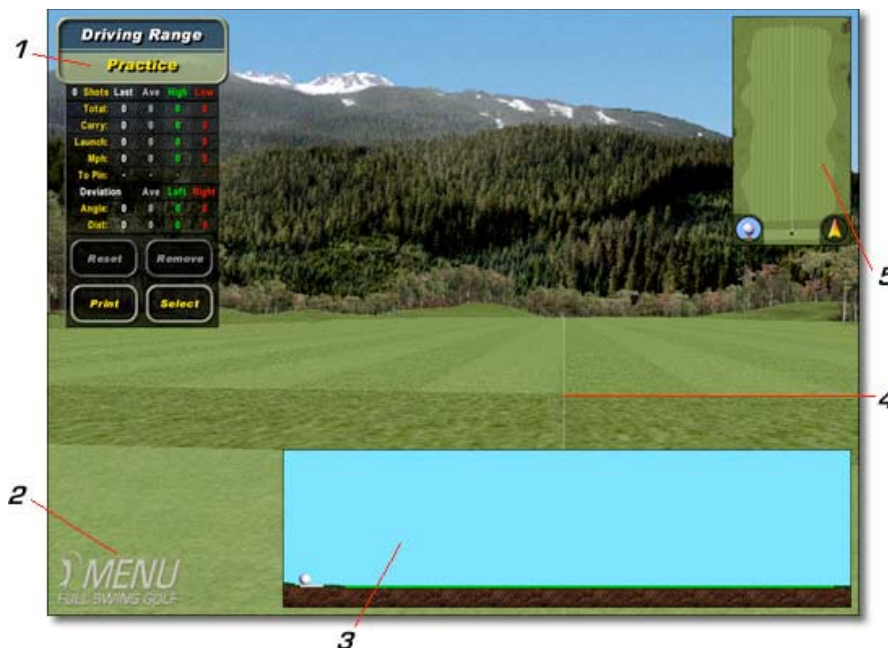 Driving Range
Practice
1
0 Shots Last Ave High Low
Total: 0 0 0 0
Carry: 0 0 0 0
Launch: 0 0 0 0
Mph: 0 0 0 0
To Pin: - - - -
Deviation Ave Left Right
Angle: 0 0 0 0
Dist: 0 0 0 0
Reset Remove
Print Select
5
4
2
MENU
FULL SWING GOLF
3